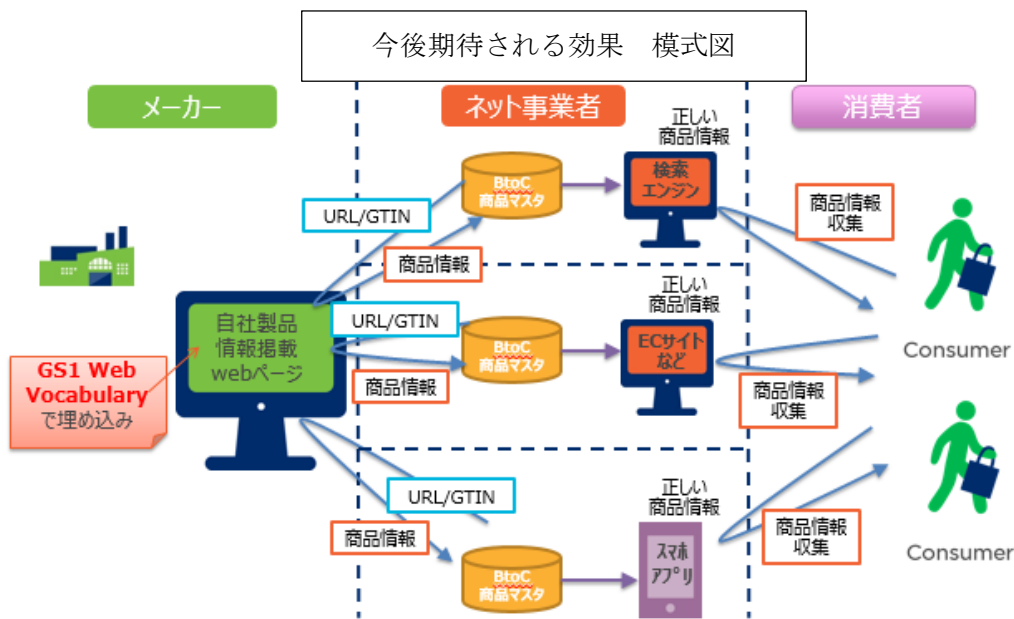 今後期待される効果　模式図
メーカー
ネット事業者
消費者
正しい
商品情報
BtoC
商品マスタ
検索
エンジン
URL/GTIN
商品情報
商品情報
収集
正しい
商品情報
自社製品
情報掲載
webページ
URL/GTIN
BtoC
商品マスタ
ECサイト
など
Consumer
GS1 Web
Vocabulary
で埋め込み
商品情報
商品情報
収集
正しい
商品情報
URL/GTIN
商品情報
BtoC
商品マスタ
スマホ
アプリ
商品情報
収集
Consumer